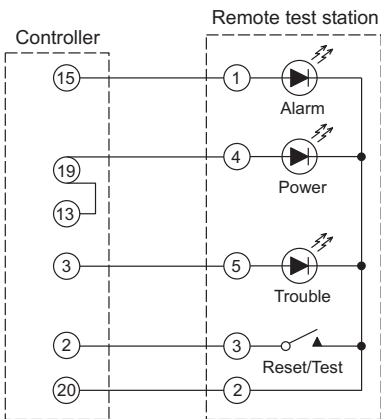 Remote test station
Controller
15
1
Alarm
19
4
Power
13
3
5
Trouble
2
3
Reset/Test
20
2